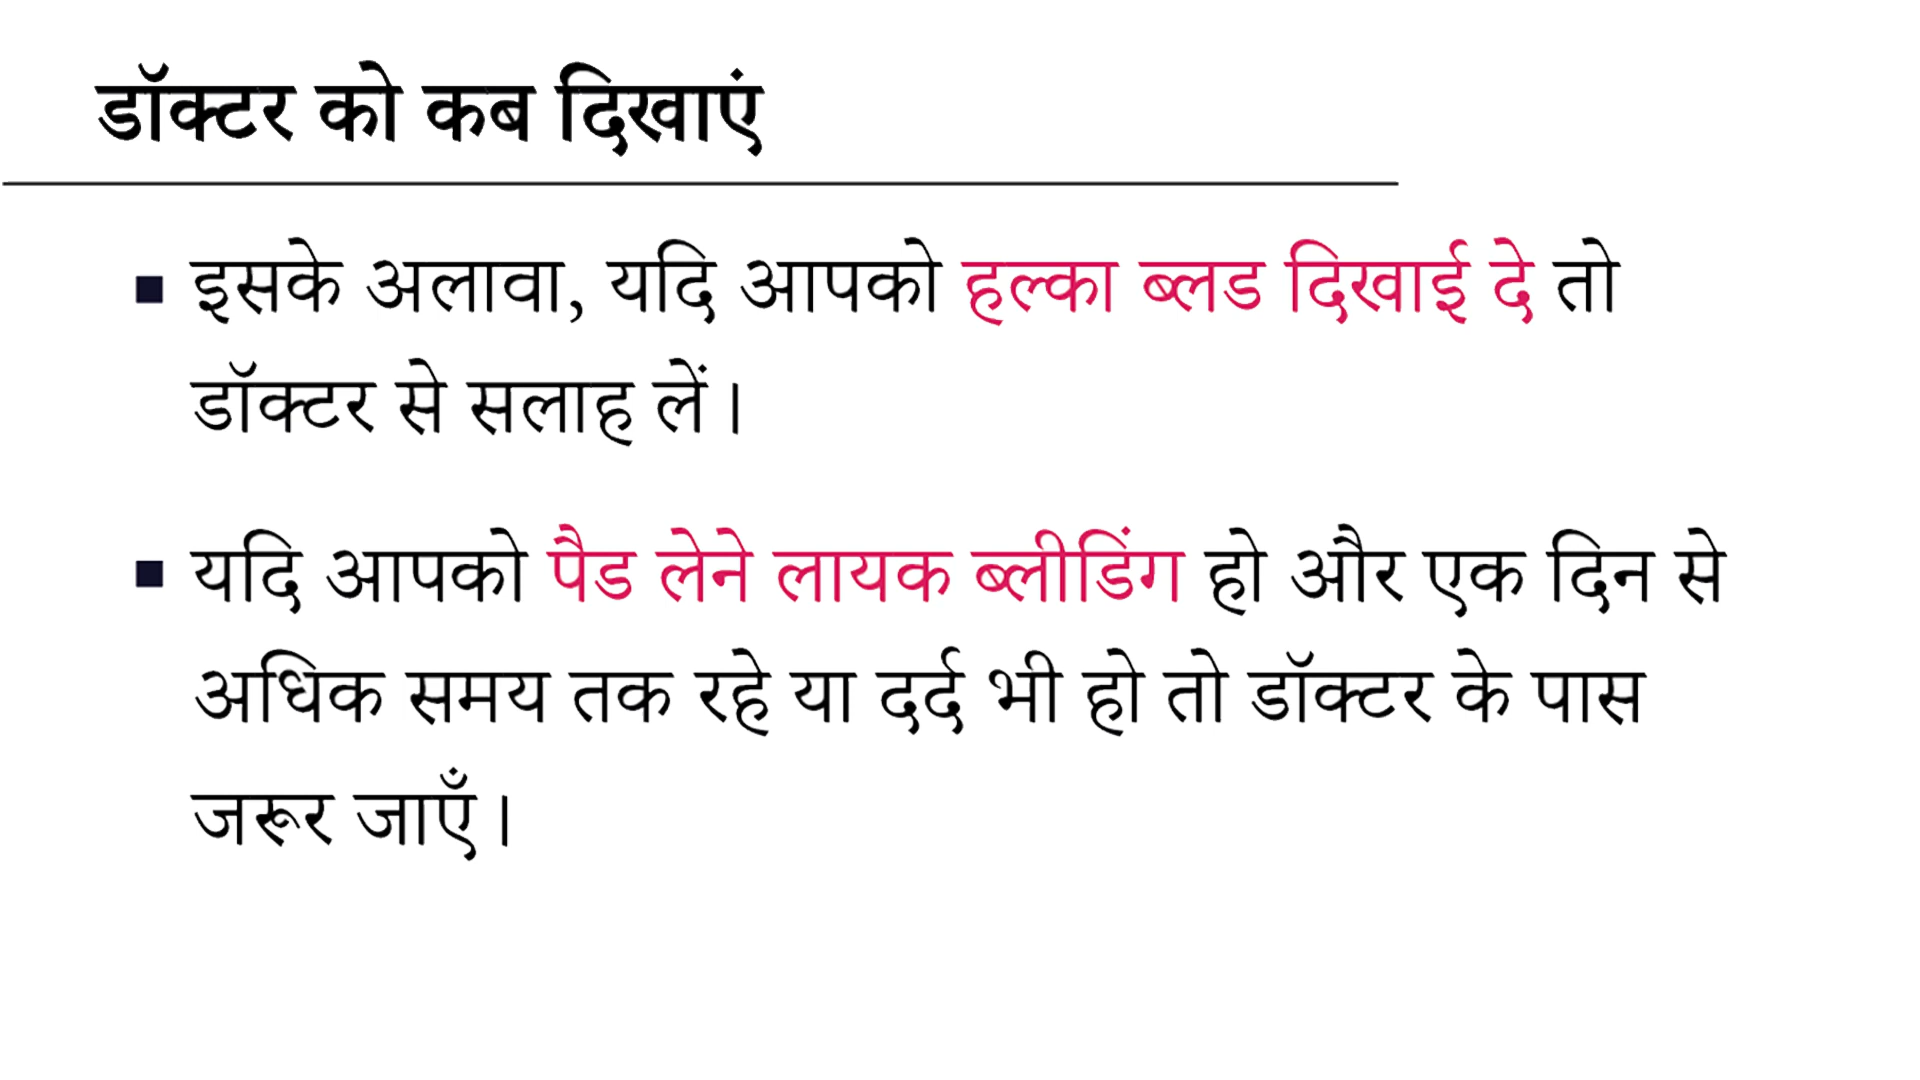 डॉक्टर को कब दिखाएं
▪ इसके अलावा, यदि आपको हल्का ब्लड दिखाई दे तो
डॉक्टर से सलाह लें।
▪ यदि आपको पैड लेने लायक ब्लीडिंग हो और एक दिन से
अधिक समय तक रहे या दर्द भी हो तो डॉक्टर के पास
जरूर जाएँ।